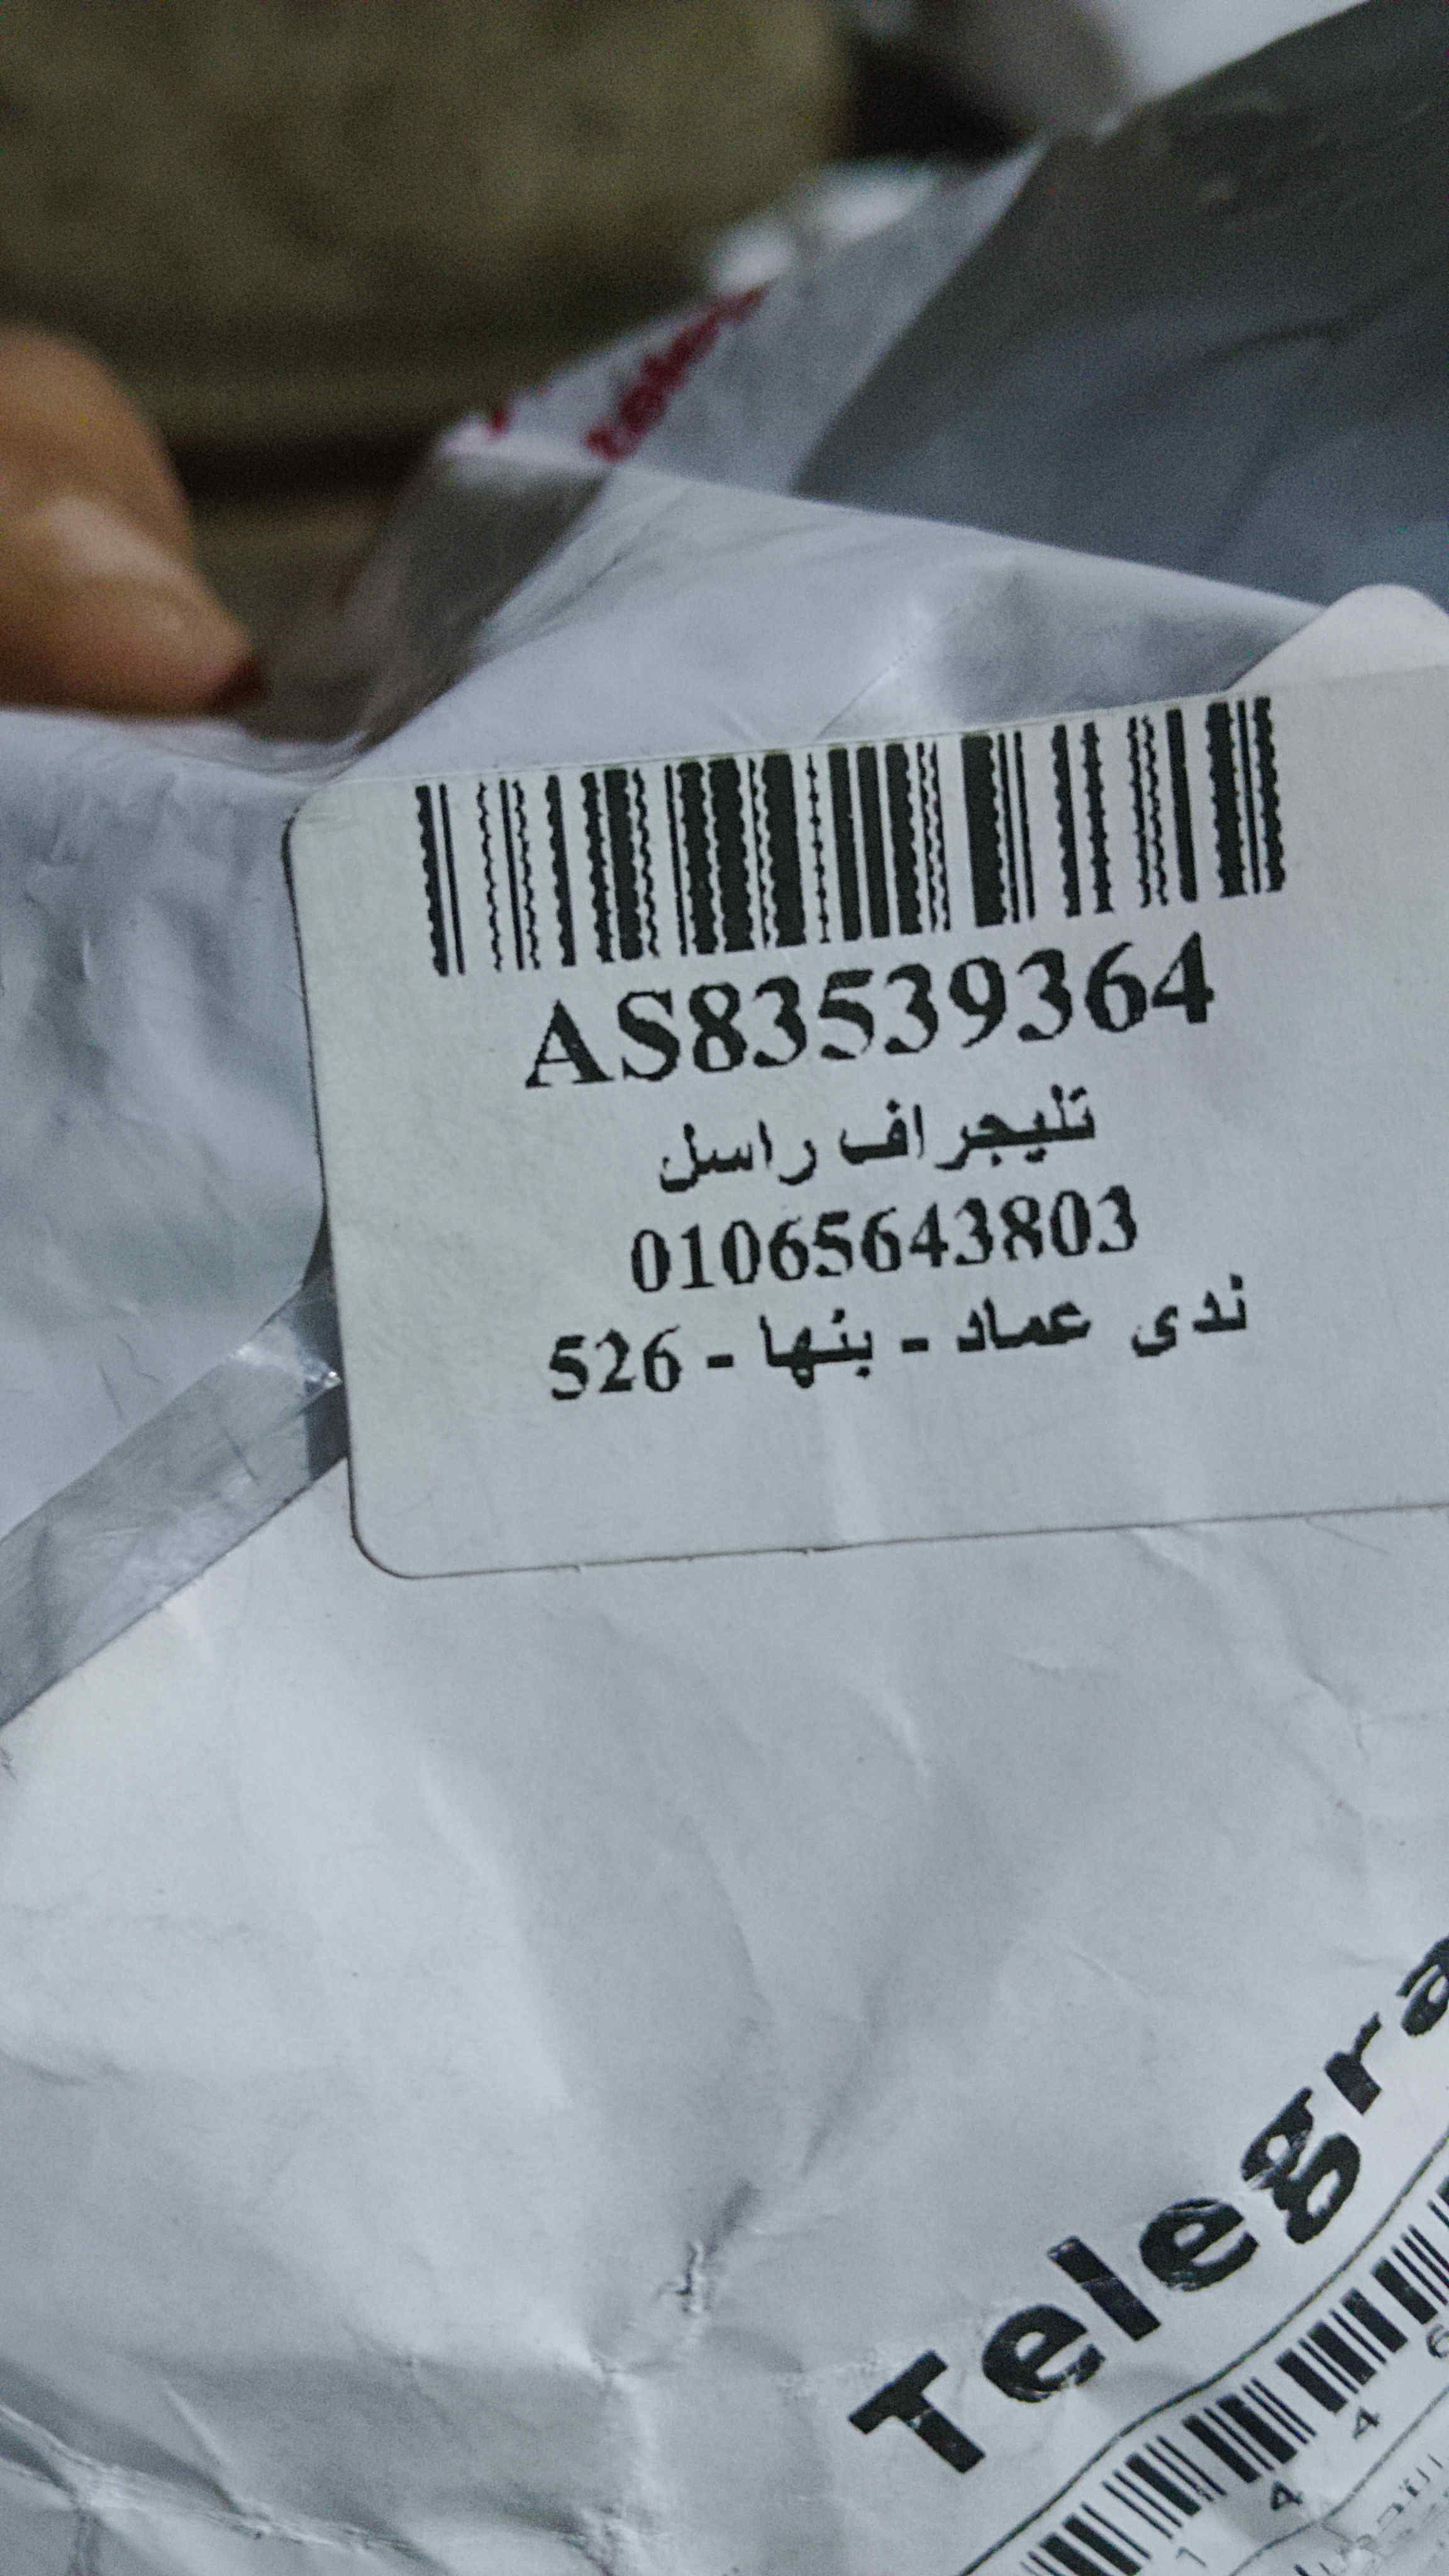 AS83539364
تليجراف راسل
01065643803
ندى عماد - بنها - 526
Telegra